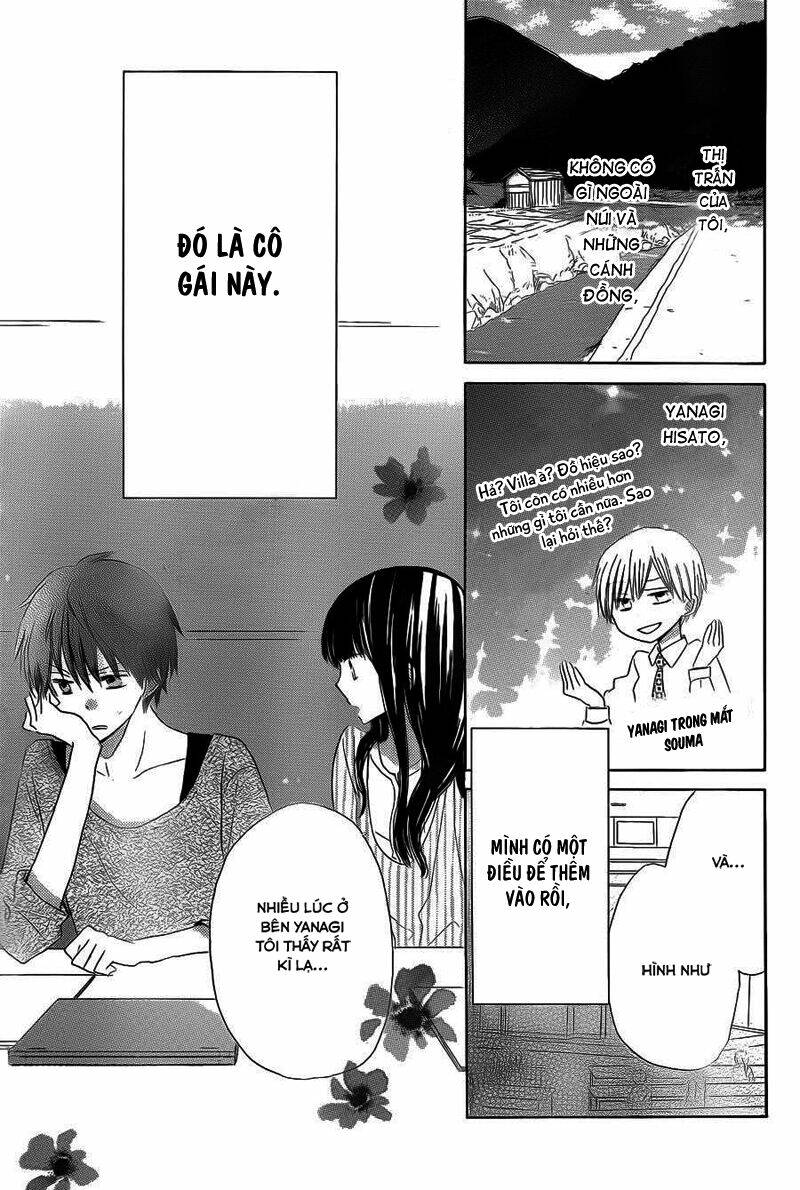 THỊ
TRẤN
CỦA
TÔI,
KHÔNG CÓ
GÌ NGOÀI
NÚI VÀ
NHỮNG
CÁNH
ĐỒNG,
YANAGI
HISATO,
Hả? Villa à? Đồ hiệu sao?
Tôi còn có nhiều hơn
những gì tôi cần nữa. Sao
lại hỏi thế?
YANAGI TRONG MẮT
SOUMA
VÀ...
HÌNH NHƯ
MÌNH CÓ MỘT
ĐIỀU ĐỂ THÊM
VÀO RỒI,
ĐÓ LÀ CÔ
GÁI NÀY.
NHIỀU LÚC Ở
BÊN YANAGI
TÔI THẤY RẤT
KÌ LẠ...